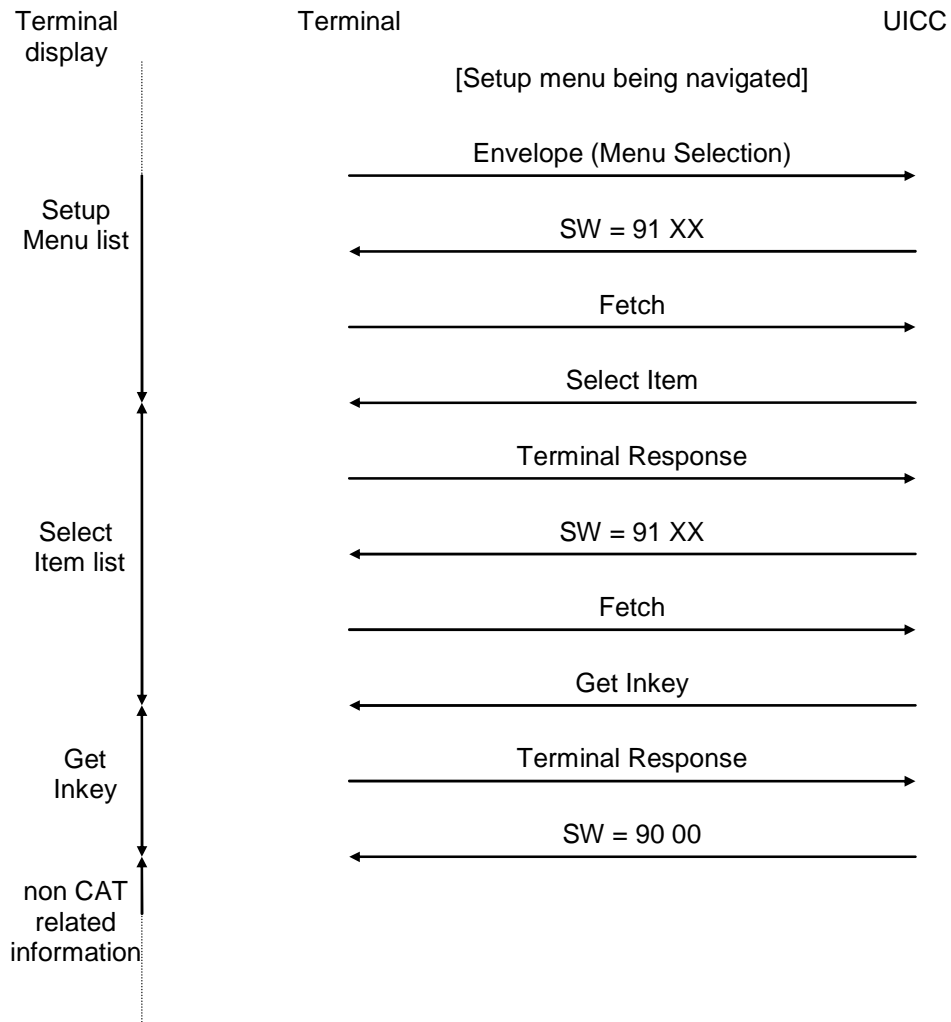 Terminal
display
Terminal
UICC
[Setup menu being navigated]
Envelope (Menu Selection)
Setup
Menu list
SW = 91 XX
Fetch
Select Item
Terminal Response
Select
Item list
SW = 91 XX
Fetch
Get Inkey
Get
Inkey
Terminal Response
SW = 90 00
non CAT
related
information